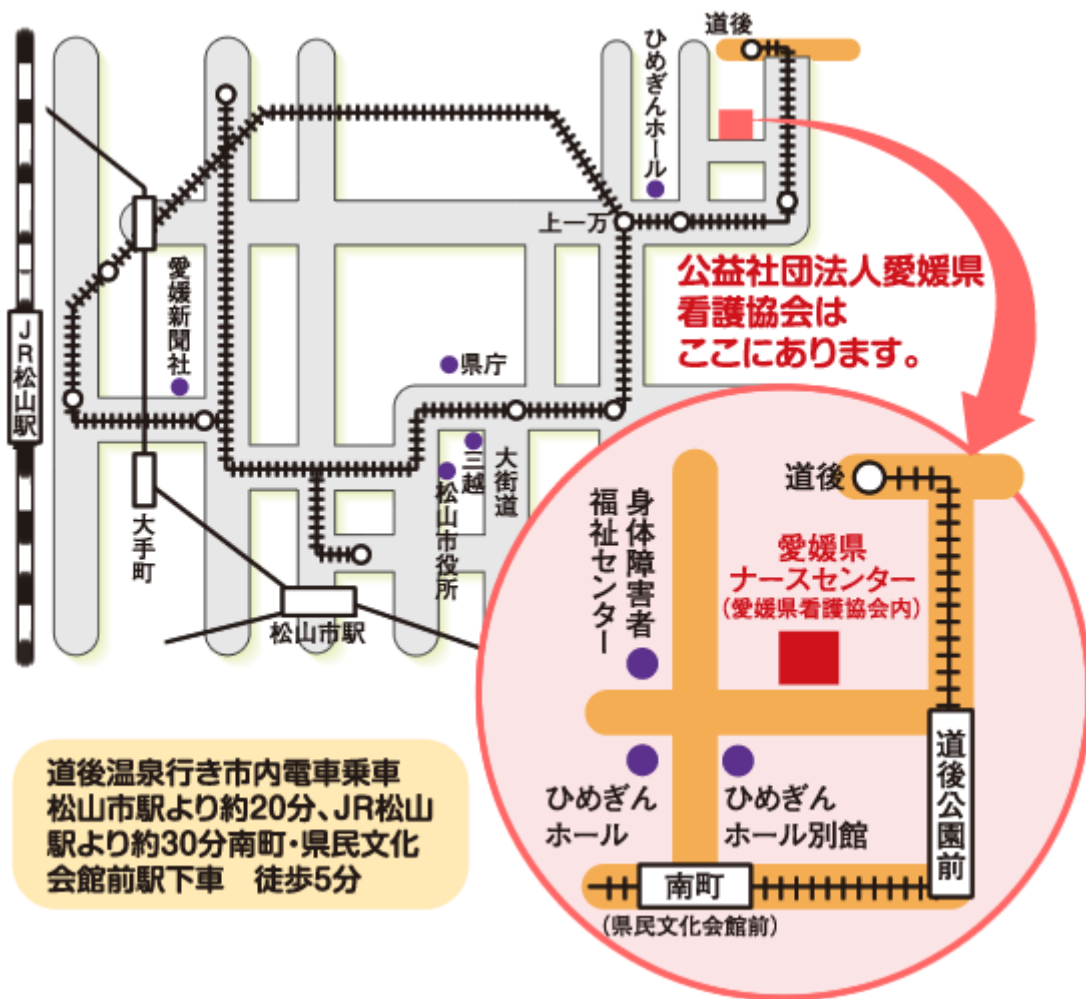 道後
ひめぎんホール
上一万
公益社団法人愛媛県
看護協会は
ここにあります。
愛媛新聞社
JR松山駅
県庁
三越
大街道
松山市役所
大手町
松山市駅
道後
身体障害者
福祉センター
愛媛県
ナースセンター
(愛媛県看護協会内)
道後公園前
ひめぎん
ホール
ひめぎん
ホール別館
南町
(県民文化会館前)
道後温泉行き市内電車乗車
松山市駅より約20分、JR松山
駅より約30分南町・県民文化
会館前駅下車　徒歩5分